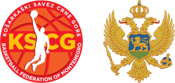 KOŠARKAŠKI SAVEZ CRNE GORE
KSCG
BASKETBALL FEDERATION OF MONTENEGRO